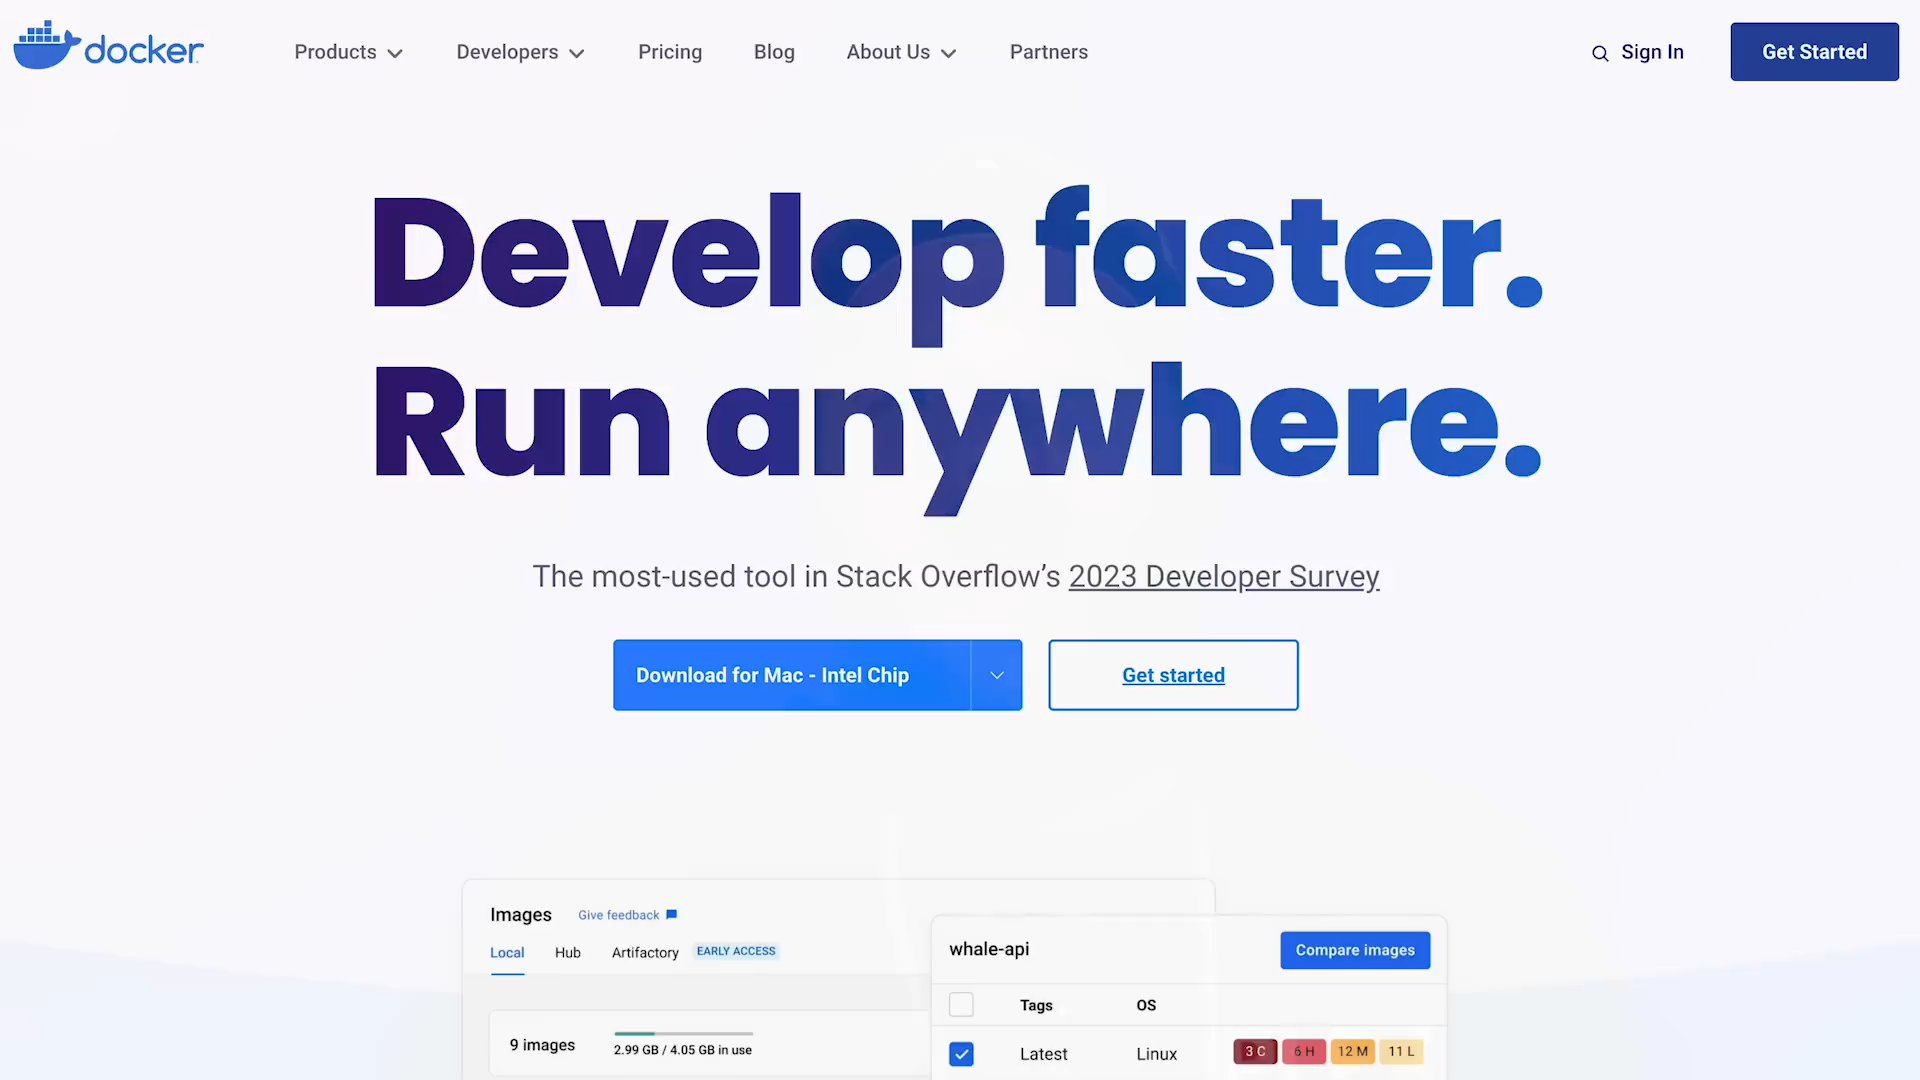 docker
Products
Developers
Pricing
Blog
About Us
Partners
Sign In
Get Started
Develop faster.
Run anywhere.
The most-used tool in Stack Overflow’s 2023 Developer Survey
Download for Mac - Intel Chip
Get started
Images
Give feedback
Local
Hub
Artifactory
EARLY ACCESS
9 images
2.99 GB / 4.05 GB in use
whale-api
Compare images
Tags
OS
Latest
Linux
3 C
6 H
12 M
11 L